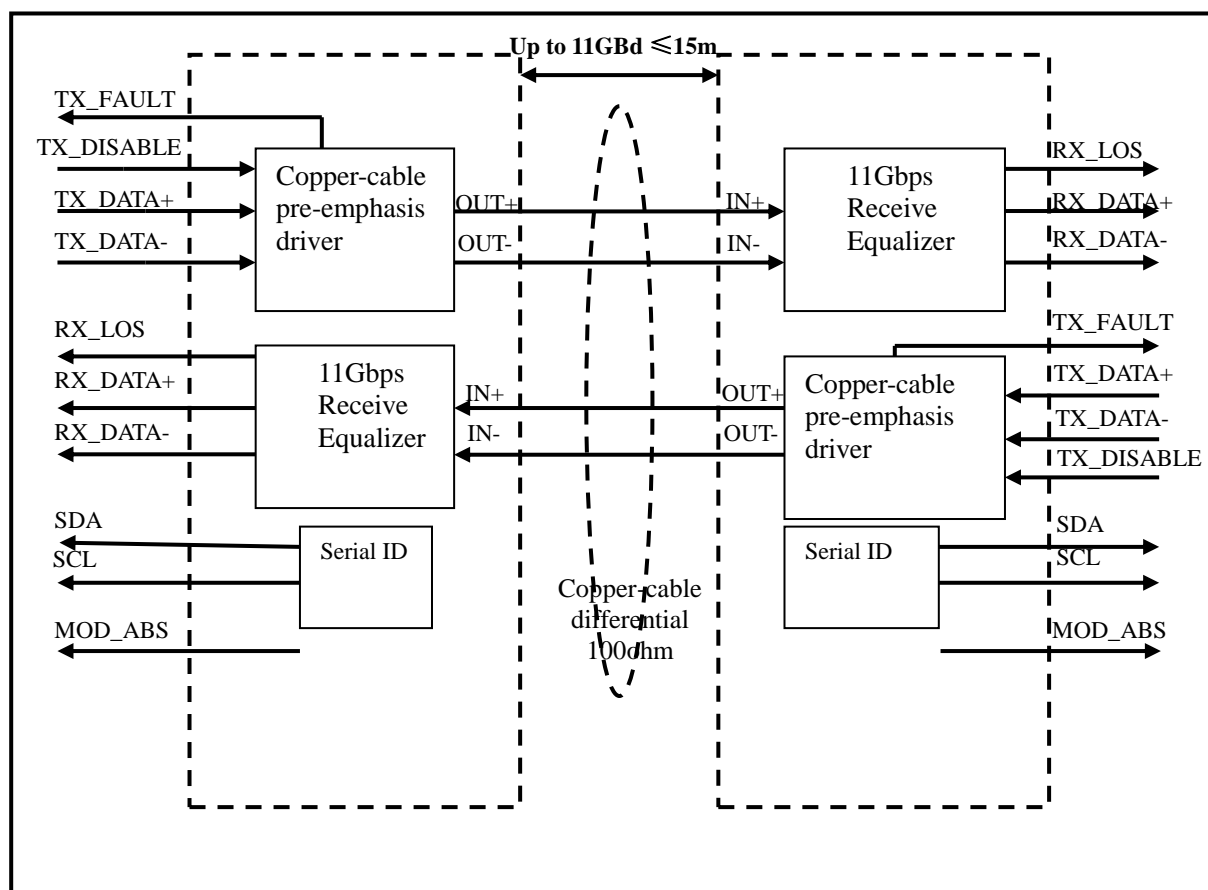 Up to 11GBd ≤15m
TX_FAULT
TX_DISABLE
TX_DATA+
TX_DATA-
Copper-cable
pre-emphasis
driver
OUT+
OUT-
IN+
IN-
11Gbps
Receive
Equalizer
RX_LOS
RX_DATA+
RX_DATA-
RX_LOS
RX_DATA+
RX_DATA-
11Gbps
Receive
Equalizer
IN+
IN-
OUT+
OUT-
Copper-cable
pre-emphasis
driver
TX_FAULT
TX_DATA+
TX_DATA-
TX_DISABLE
SDA
SCL
Serial ID
MOD_ABS
Copper-cable
differential
100ohm
Serial ID
SDA
SCL
MOD_ABS